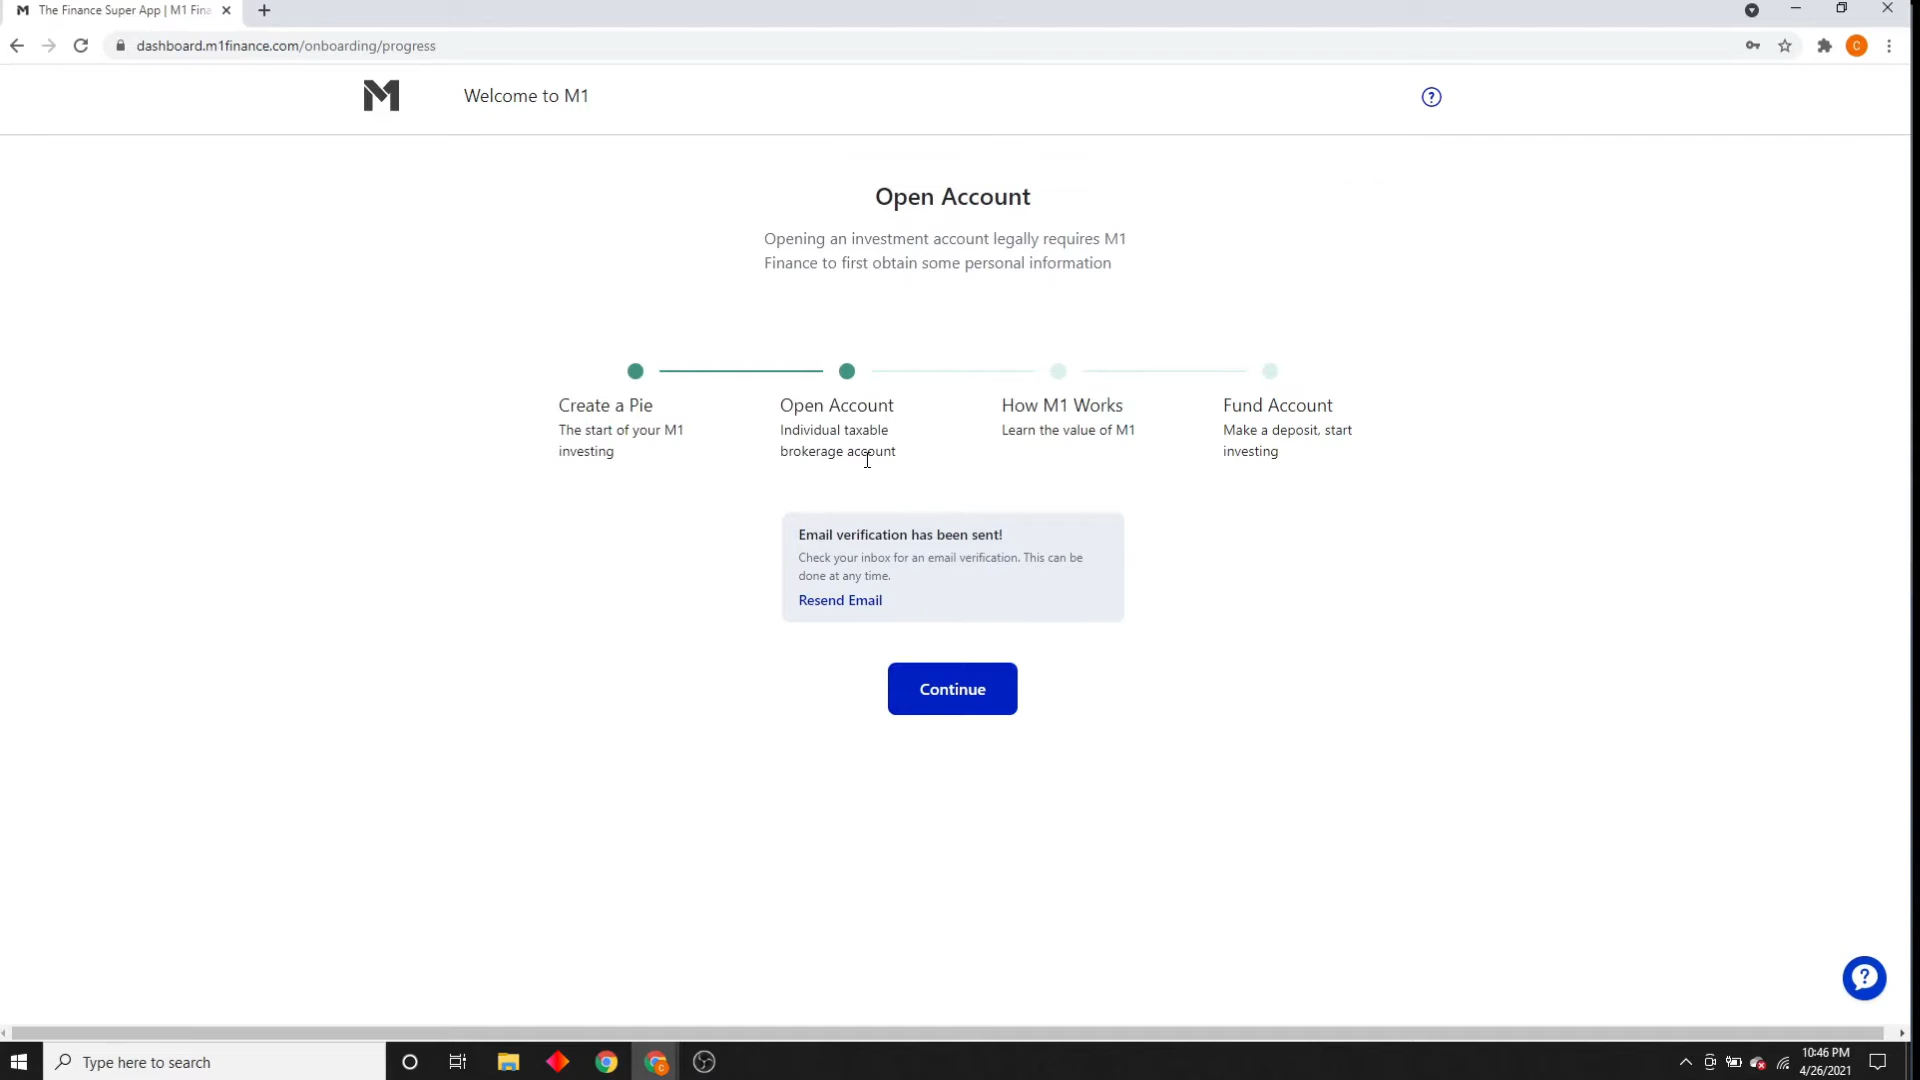 The Finance Super App | M1 Fina
dashboard.m1finance.com/onboarding/progress
C
M
Welcome to M1
?
Open Account
Opening an investment account legally requires M1
Finance to first obtain some personal information
Create a Pie
The start of your M1
investing
Open Account
Individual taxable
brokerage account
How M1 Works
Learn the value of M1
Fund Account
Make a deposit, start
investing
Email verification has been sent!
Check your inbox for an email verification. This can be
done at any time.
Resend Email
Continue
?
Type here to search
C
10:46 PM
4/26/2021